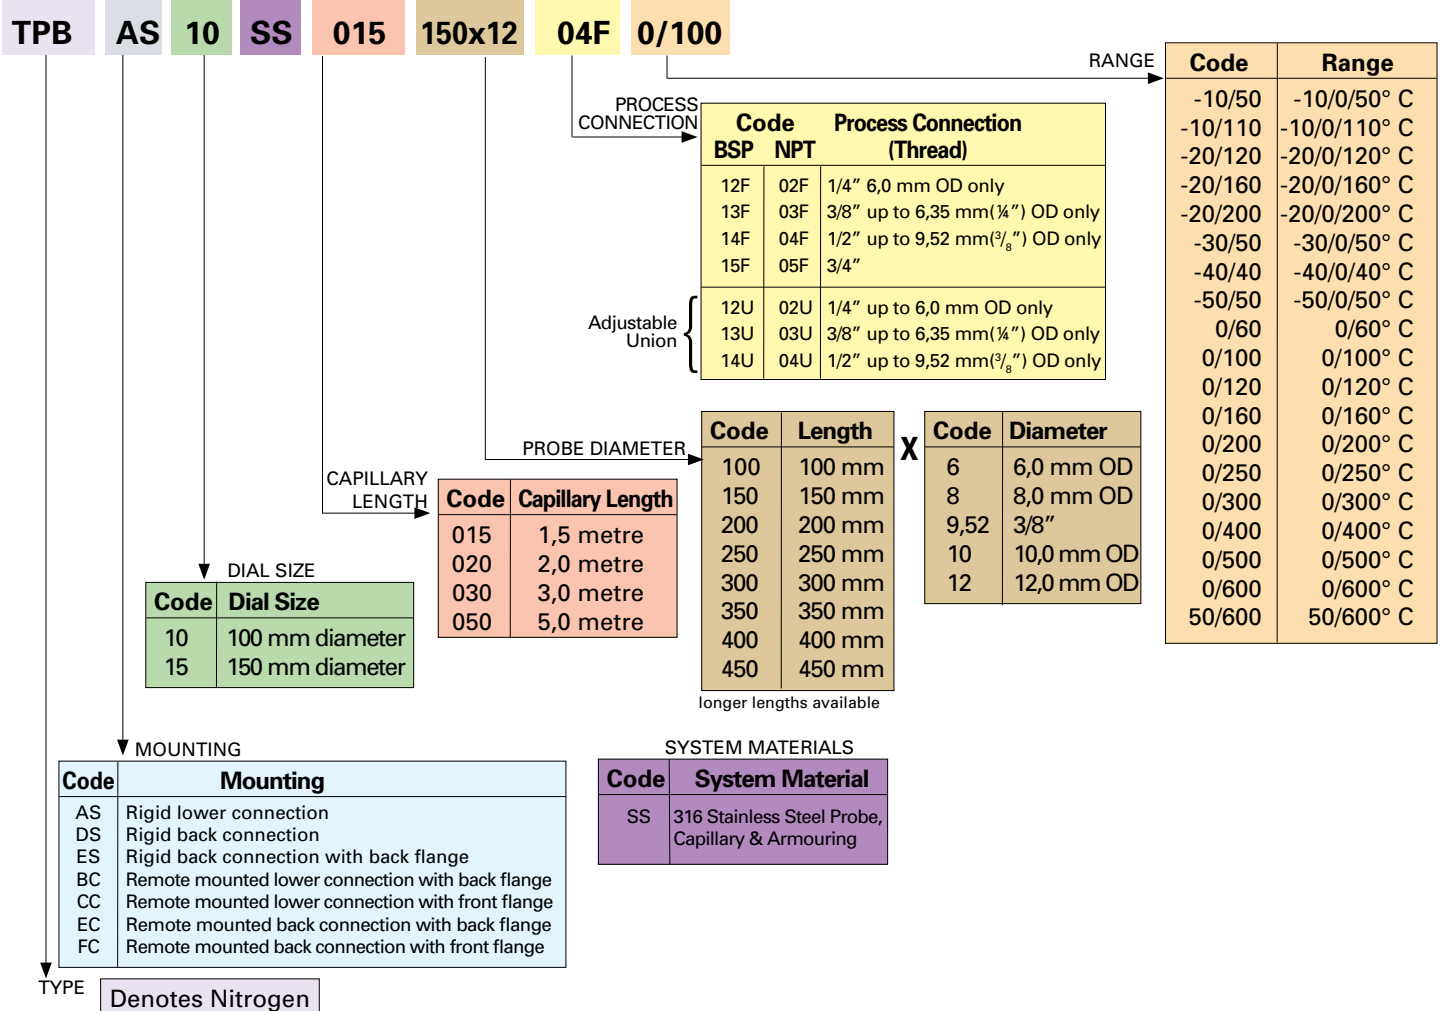 TPB AS 10 SS 015 150x12 04F 0/100
RANGE
Code Range
-10/50 -10/0/50° C
-10/110 -10/0/110° C
-20/120 -20/0/120° C
-20/160 -20/0/160° C
-20/200 -20/0/200° C
-30/50 -30/0/50° C
-40/40 -40/0/40° C
-50/50 -50/0/50° C
0/60 0/60° C
0/100 0/100° C
0/120 0/120° C
0/160 0/160° C
0/200 0/200° C
0/250 0/250° C
0/300 0/300° C
0/400 0/400° C
0/500 0/500° C
0/600 0/600° C
50/600 50/600° C
PROCESS
CONNECTION
Code Process Connection
BSP NPT (Thread)
12F 02F 1/4″ 6,0 mm OD only
13F 03F 3/8″ up to 6,35 mm(¼″) OD only
14F 04F 1/2″ up to 9,52 mm(3/8″) OD only
15F 05F 3/4″
Adjustable
Union
12U 02U 1/4″ up to 6,0 mm OD only
13U 03U 3/8″ up to 6,35 mm(¼″) OD only
14U 04U 1/2″ up to 9,52 mm(3/8″) OD only
PROBE DIAMETER
Code Length
100 100 mm
150 150 mm
200 200 mm
250 250 mm
300 300 mm
350 350 mm
400 400 mm
450 450 mm
longer lengths available
X
Code Diameter
6 6,0 mm OD
8 8,0 mm OD
9,52 3/8″
10 10,0 mm OD
12 12,0 mm OD
CAPILLARY
LENGTH
Code Capillary Length
015 1,5 metre
020 2,0 metre
030 3,0 metre
050 5,0 metre
DIAL SIZE
Code Dial Size
10 100 mm diameter
15 150 mm diameter
MOUNTING
Code Mounting
AS Rigid lower connection
DS Rigid back connection
ES Rigid back connection with back flange
BC Remote mounted lower connection with back flange
CC Remote mounted lower connection with front flange
EC Remote mounted back connection with back flange
FC Remote mounted back connection with front flange
SYSTEM MATERIALS
Code System Material
SS 316 Stainless Steel Probe,
Capillary & Armouring
TYPE
Denotes Nitrogen